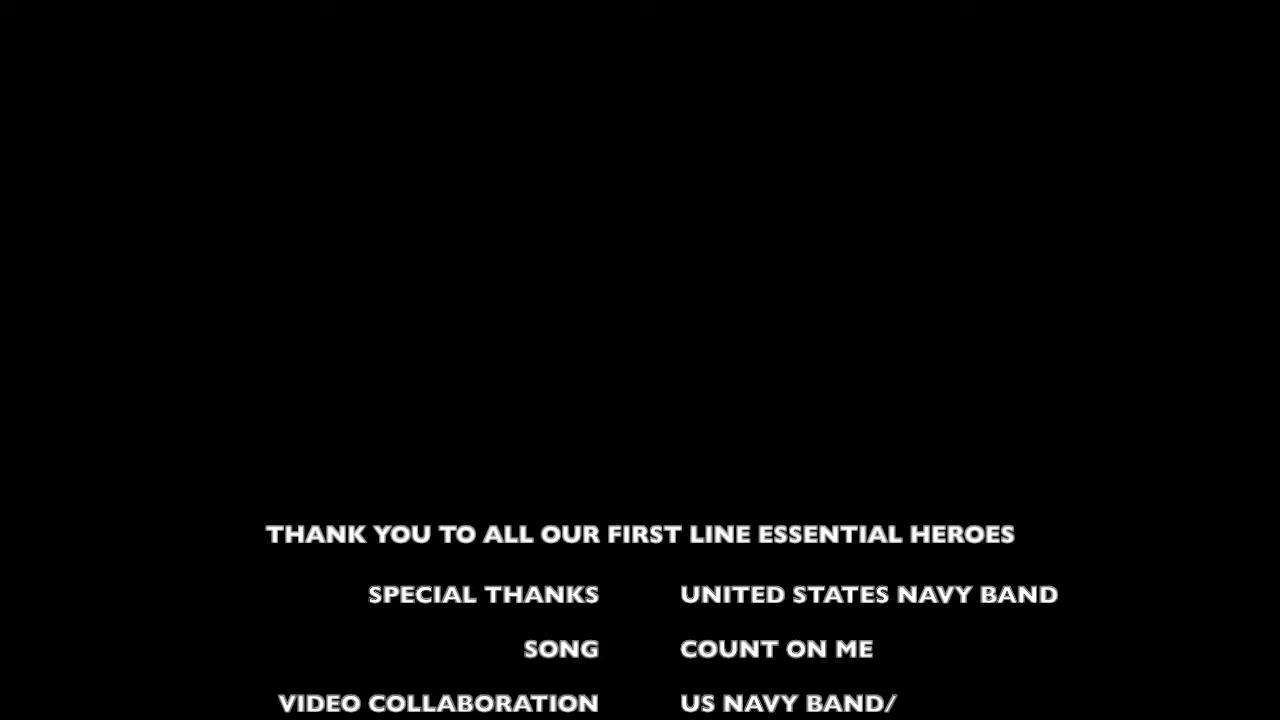 THANK YOU TO ALL OUR FIRST LINE ESSENTIAL HEROES
SPECIAL THANKS UNITED STATES NAVY BAND
SONG COUNT ON ME
VIDEO COLLABORATION US NAVY BAND/